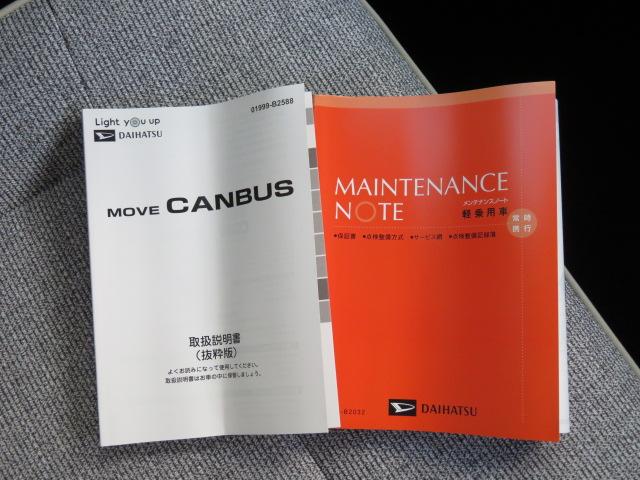 Light you up
DAIHATSU
01999-B2588
MOVE CANBUS
取扱説明書
(抜粋版)
よくお読みになって使用してください。
取扱説明書はお車の中に保管しましょう。
MAINTENANCE
NOTE
メンテナンスノート
軽乗用車
常時
携行
●保証書 ●点検整備方式 ●サービス網 ●点検整備記録簿
-B2032
DAIHATSU